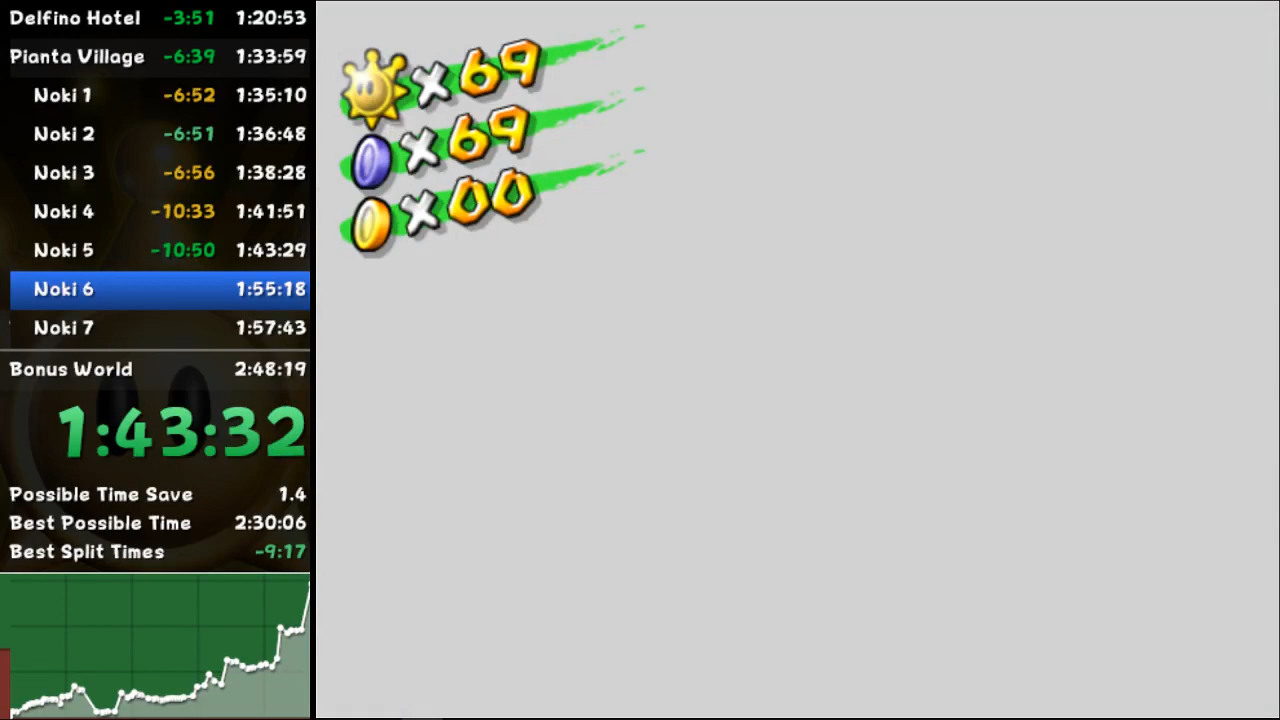 Delfino Hotel -3:51 1:20:53
Pianta Village -6:39 1:33:59
Noki 1 -6:52 1:35:10
Noki 2 -6:51 1:36:48
Noki 3 -6:56 1:38:28
Noki 4 -10:33 1:41:51
Noki 5 -10:50 1:43:29
Noki 6 1:55:18
Noki 7 1:57:43
Bonus World 2:48:19
1:43:32
Possible Time Save 1.4
Best Possible Time 2:30:06
Best Split Times -9:17
×69
×69
×00